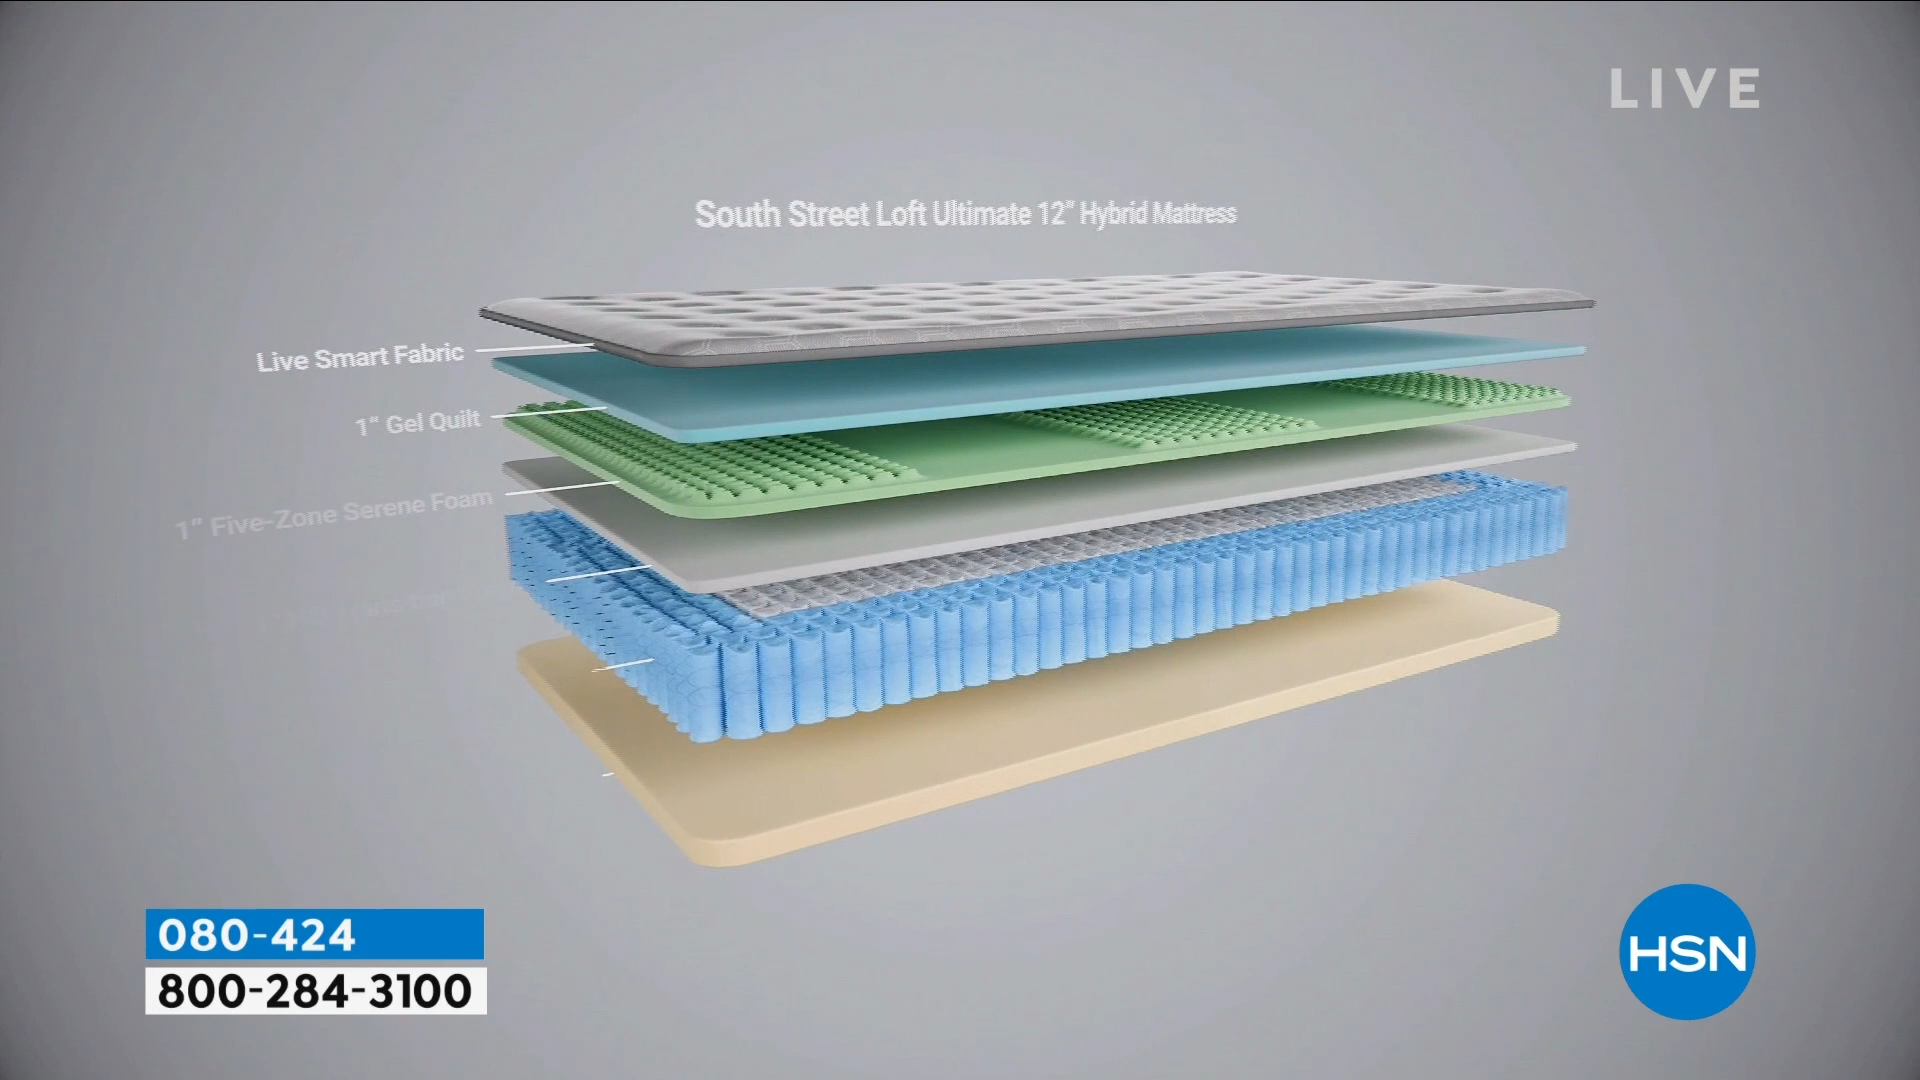 LIVE
South Street Loft Ultimate 12" Hybrid Mattress
Live Smart Fabric
1" Gel Quilt
1" Five-Zone Serene Foam
080-424
800-284-3100
HSN